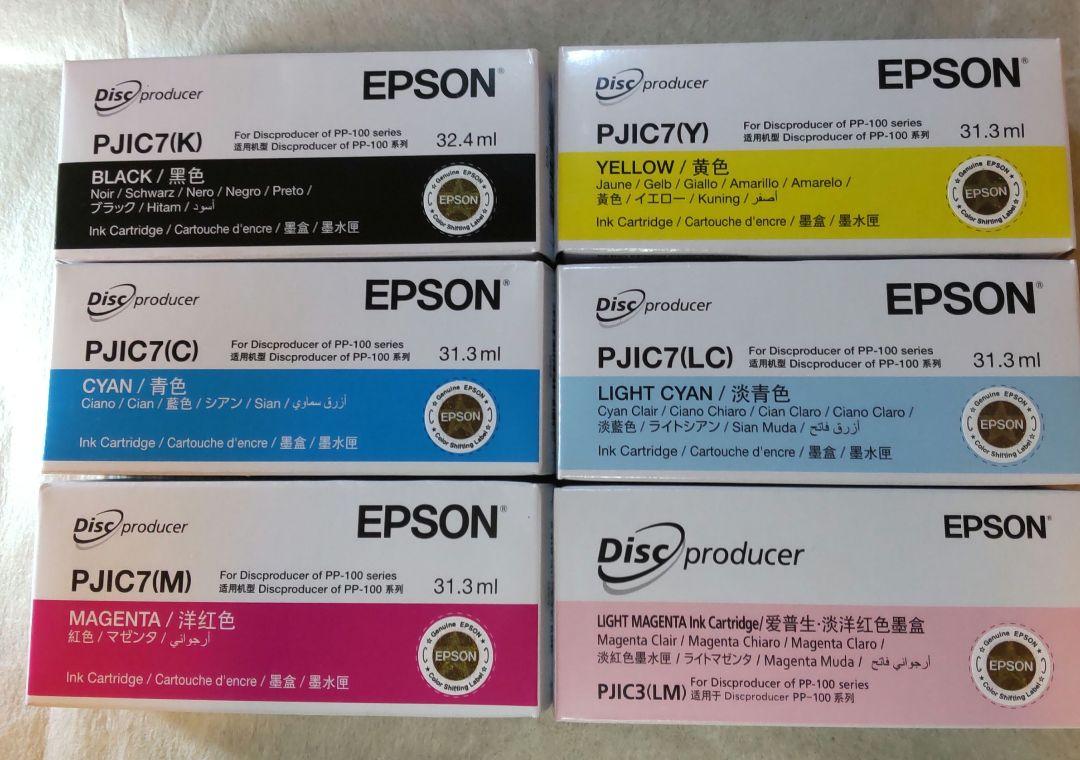 Disc producer
EPSON®
PJIC7(K)
For Discproducer of PP-100 series
适用机型 Discproducer of PP-100 系列
32.4 ml
BLACK / 黑色
Noir / Schwarz / Nero / Negro / Preto /
ブラック / Hitam / أسود
Ink Cartridge / Cartouche d'encre / 墨盒 / 墨水匣
Genuine EPSON
EPSON
Color Shifting Label
Disc producer
EPSON®
PJIC7(Y)
For Discproducer of PP-100 series
适用机型 Discproducer of PP-100 系列
31.3 ml
YELLOW / 黄色
Jaune / Gelb / Giallo / Amarillo / Amarelo /
黃色 / イエロー / Kuning / أصفر
Ink Cartridge / Cartouche d'encre / 墨盒 / 墨水匣
Genuine EPSON
EPSON
Color Shifting Label
Disc producer
EPSON®
PJIC7(C)
For Discproducer of PP-100 series
适用机型 Discproducer of PP-100 系列
31.3 ml
CYAN / 青色
Ciano / Cian / 藍色 / シアン / Sian / أزرق سماوي
Ink Cartridge / Cartouche d'encre / 墨盒 / 墨水匣
Genuine EPSON
EPSON
Color Shifting Label
Disc producer
EPSON®
PJIC7(LC)
For Discproducer of PP-100 series
适用机型 Discproducer of PP-100 系列
31.3 ml
LIGHT CYAN / 淡青色
Cyan Clair / Ciano Chiaro / Cian Claro / Ciano Claro /
淡藍色 / ライトシアン / Sian Muda / أزرق فاتح
Ink Cartridge / Cartouche d'encre / 墨盒 / 墨水匣
Genuine EPSON
EPSON
Color Shifting Label
Disc producer
EPSON®
PJIC7(M)
For Discproducer of PP-100 series
适用机型 Discproducer of PP-100 系列
31.3 ml
MAGENTA / 洋红色
紅色 / マゼンタ / أرجواني
Ink Cartridge / Cartouche d'encre / 墨盒 / 墨水匣
Genuine EPSON
EPSON
Color Shifting Label
Disc producer
EPSON®
LIGHT MAGENTA Ink Cartridge/爱普生·淡洋红色墨盒
Magenta Clair / Magenta Chiaro / Magenta Claro /
淡紅色墨水匣 / ライトマゼンタ / Magenta Muda / أرجواني فاتح
PJIC3(LM)
For Disc producer of PP-100 series
适用于 Discproducer PP-100 系列
Genuine EPSON
EPSON
Color Shifting Label